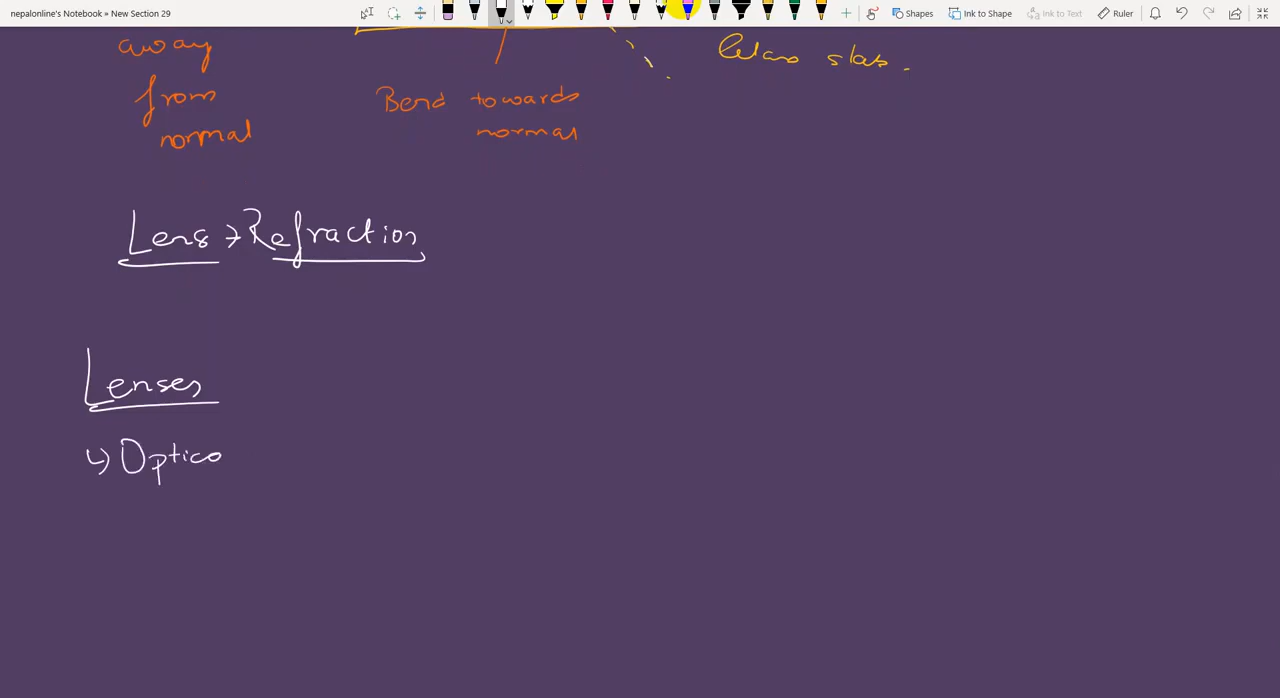 nepalonline's Notebook » New Section 29
Shapes Ink to Shape Ink to Text Ruler
away
from
normal
Bend towards
normal
Glass slab.
Lens → Refraction
Lenses
↳ Optica